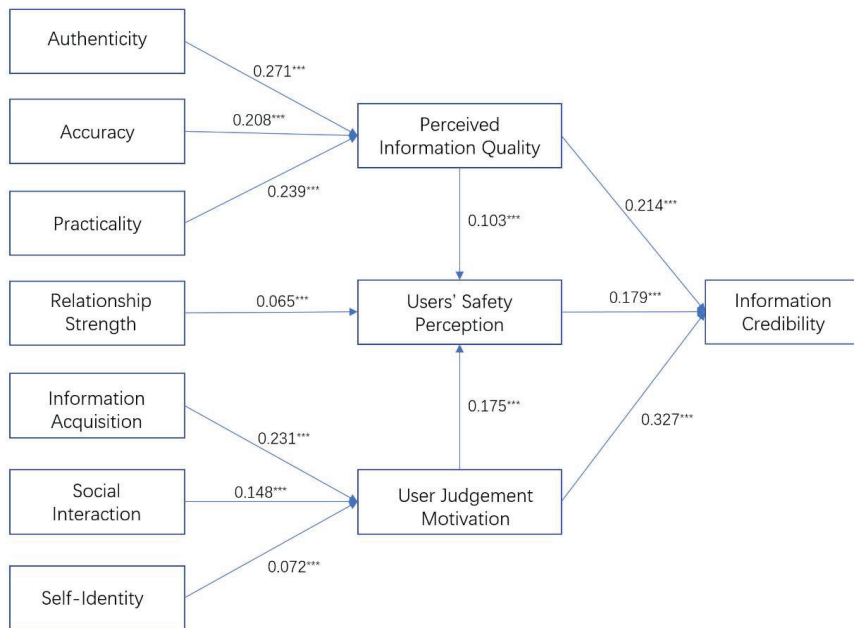 Authenticity
0.271***
Accuracy
0.208***
Perceived
Information Quality
Practicality
0.239***
0.214***
0.103***
Relationship
Strength
0.065***
Users' Safety
Perception
0.179***
Information
Credibility
Information
Acquisition
0.231***
0.175***
0.327***
Social
Interaction
0.148***
User Judgement
Motivation
0.072***
Self-Identity